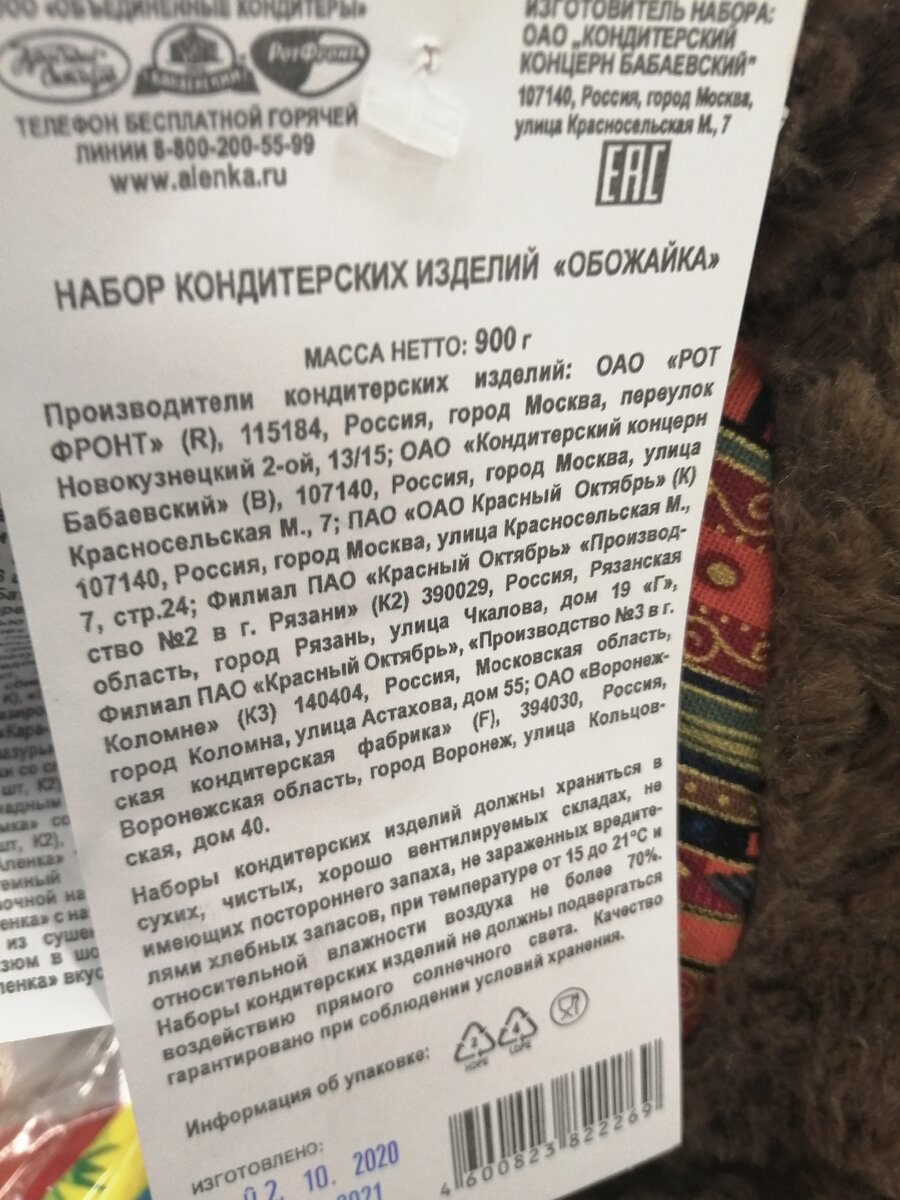 ООО «ОБЪЕДИНЕННЫЕ КОНДИТЕРЫ»
БАБАЕВСКИЙ
РотФронт
ТЕЛЕФОН БЕСПЛАТНОЙ ГОРЯЧЕЙ
ЛИНИИ 8-800-200-55-99
www.alenka.ru
ИЗГОТОВИТЕЛЬ НАБОРА:
ОАО „КОНДИТЕРСКИЙ
КОНЦЕРН БАБАЕВСКИЙ"
107140, Россия, город Москва,
улица Красносельская М., 7
EAC
НАБОР КОНДИТЕРСКИХ ИЗДЕЛИЙ «ОБОЖАЙКА»
МАССА НЕТТО: 900 г
Производители кондитерских изделий: ОАО «РОТ
ФРОНТ» (R), 115184, Россия, город Москва, переулок
Новокузнецкий 2-ой, 13/15; ОАО «Кондитерский концерн
Бабаевский» (B), 107140, Россия, город Москва, улица
Красносельская М., 7; ПАО «ОАО Красный Октябрь» (К)
107140, Россия, город Москва, улица Красносельская М.,
7, стр.24; Филиал ПАО «Красный Октябрь» «Производ-
ство №2 в г. Рязани» (К2) 390029, Россия, Рязанская
область, город Рязань, улица Чкалова, дом 19 «Г»,
Филиал ПАО «Красный Октябрь», «Производство №3 в г.
Коломне» (К3) 140404, Россия, Московская область,
город Коломна, улица Астахова, дом 55; ОАО «Воронеж-
ская кондитерская фабрика» (F), 394030, Россия,
Воронежская область, город Воронеж, улица Кольцов-
ская, дом 40.
Наборы кондитерских изделий должны храниться в
сухих, чистых, хорошо вентилируемых складах, не
имеющих постороннего запаха, не зараженных вредите-
лями хлебных запасов, при температуре от 15 до 21°С и
относительной влажности воздуха не более 70%.
Наборы кондитерских изделий не должны подвергаться
воздействию прямого солнечного света. Качество
гарантировано при соблюдении условий хранения.
Информация об упаковке:
2 4
HDPE LDPE
ИЗГОТОВЛЕНО:
02. 10. 2020
2021
4 600823 822269